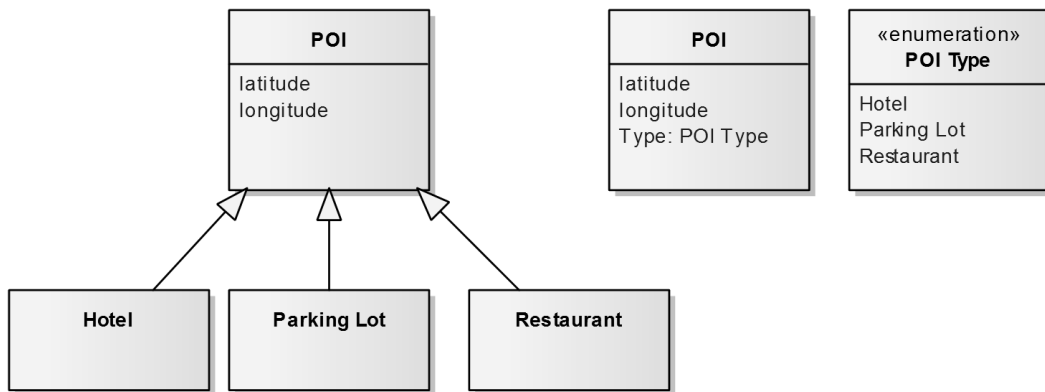 POI
latitude
longitude
Hotel
Parking Lot
Restaurant
POI
latitude
longitude
Type: POI Type
«enumeration»
POI Type
Hotel
Parking Lot
Restaurant